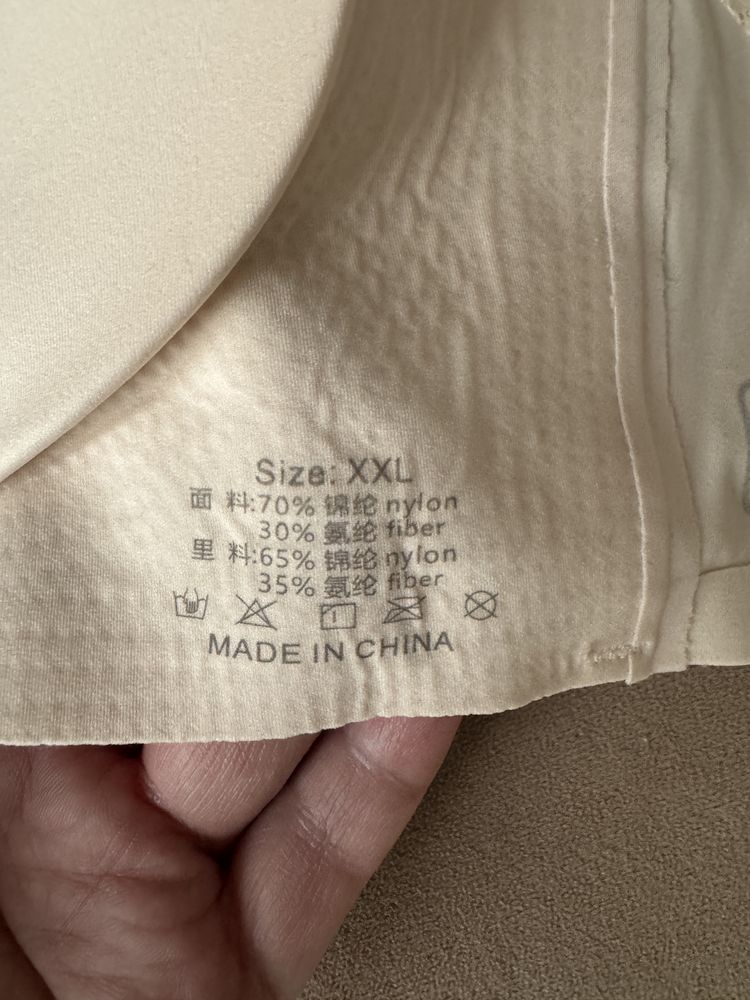 Size: XXL
面 料:70% 锦纶 nylon
30% 氨纶 fiber
里 料:65% 锦纶 nylon
35% 氨纶 fiber
MADE IN CHINA